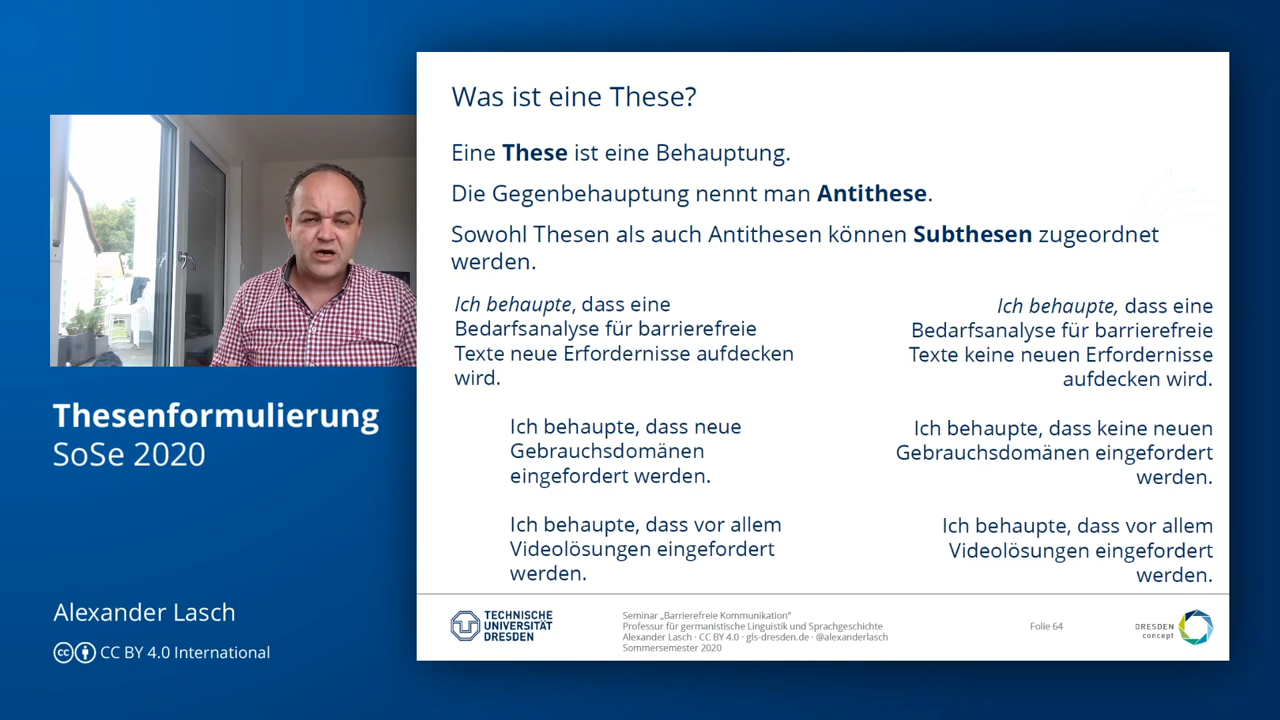 Was ist eine These?
Eine These ist eine Behauptung.
Die Gegenbehauptung nennt man Antithese.
Sowohl Thesen als auch Antithesen können Subthesen zugeordnet
werden.
Ich behaupte, dass eine
Bedarfsanalyse für barrierefreie
Texte neue Erfordernisse aufdecken
wird.
Ich behaupte, dass eine
Bedarfsanalyse für barrierefreie
Texte keine neuen Erfordernisse
aufdecken wird.
Ich behaupte, dass neue
Gebrauchsdomänen
eingefordert werden.
Ich behaupte, dass keine neuen
Gebrauchsdomänen eingefordert
werden.
Ich behaupte, dass vor allem
Videolösungen eingefordert
werden.
Ich behaupte, dass vor allem
Videolösungen eingefordert
werden.
Thesenformulierung
SoSe 2020
Alexander Lasch
cc CC BY 4.0 International
TECHNISCHE
UNIVERSITÄT
DRESDEN
Seminar „Barrierefreie Kommunikation“
Professur für germanistische Linguistik und Sprachgeschichte
Alexander Lasch · CC BY 4.0 · gls-dresden.de · @alexanderlasch
Sommersemester 2020
Folie 64
DRESDEN
concept